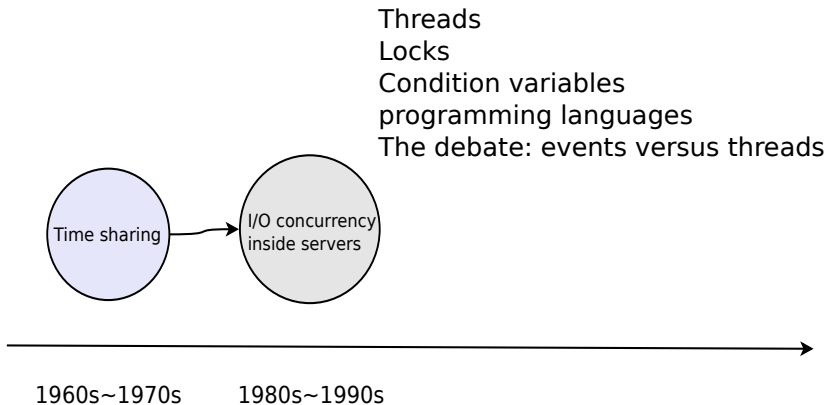 Threads
Locks
Condition variables
programming languages
The debate: events versus threads
Time sharing
I/O concurrency
inside servers
1960s~1970s
1980s~1990s